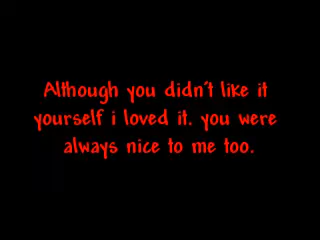 Although you didn't like it
yourself i loved it. you were
always nice to me too.